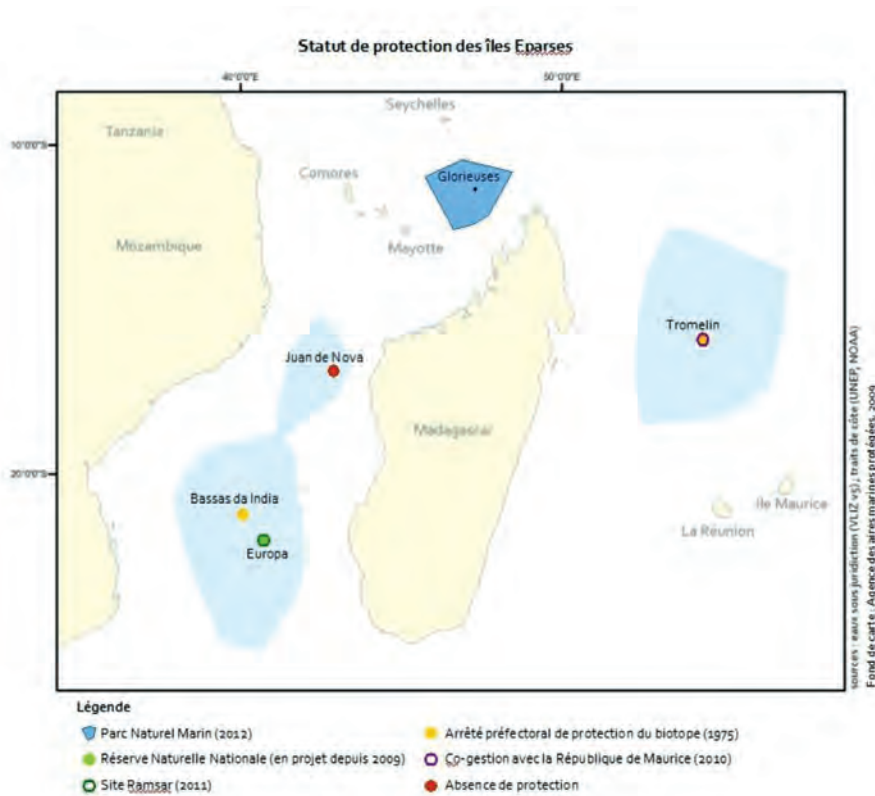 Statut de protection des îles Eparses
40°0'0"E
50°0'0"E
Seychelles
10°0'0"S
Tanzanie
Comores
Glorieuses
Mozambique
Mayotte
Tromelin
Juan de Nova
Madagascar
20°0'0"S
Bassas da India
Europa
La Réunion
Ile Maurice
sources : eaux sous juridiction (VLIZ v5) ; traits de côte (UNEP, NOAA)
Fond de carte : Agence des aires marines protégées, 2009
Légende
Parc Naturel Marin (2012)
Réserve Naturelle Nationale (en projet depuis 2009)
Site Ramsar (2011)
Arrêté préfectoral de protection du biotope (1975)
Co-gestion avec la République de Maurice (2010)
Absence de protection